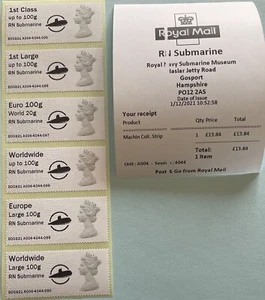 1st Class
up to 100g
RN Submarine
1st Large
up to 100g
RN Submarine
Euro 100g
World 20g
RN Submarine
Worldwide
up to 100g
RN Submarine
Europe
Large 100g
RN Submarine
Worldwide
Large 100g
RN Submarine
Royal Mail
RN Submarine
Royal Navy Submarine Museum
Haslar Jetty Road
Gosport
Hampshire
PO12 2AS
Date of Issue
1/12/2021 10:52:58
Your receipt
Product Qty Price Total
Machin Coll. Strip 1 £13.84 £13.84
Total: £13.84
1 Item
Post & Go from Royal Mail